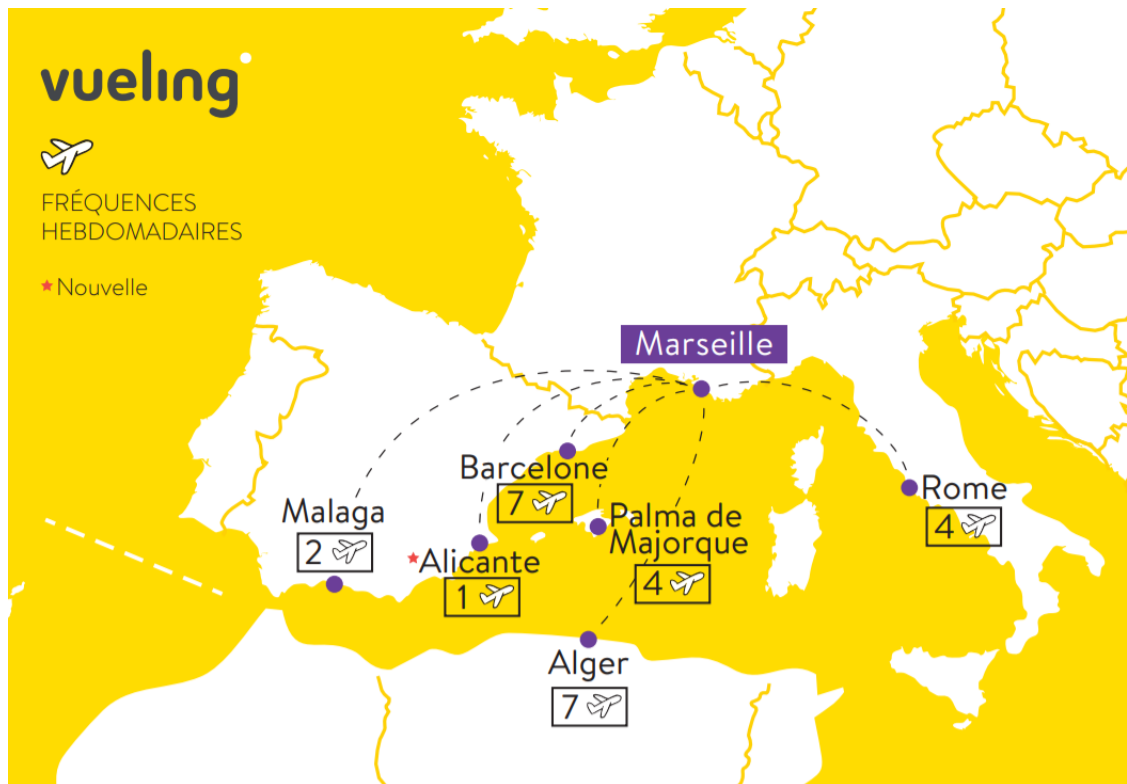 vueling
FRÉQUENCES
HEBDOMADAIRES
Nouvelle
Marseille
Barcelone
7
Malaga
2
Alicante
1
Palma de
Majorque
4
Rome
4
Alger
7